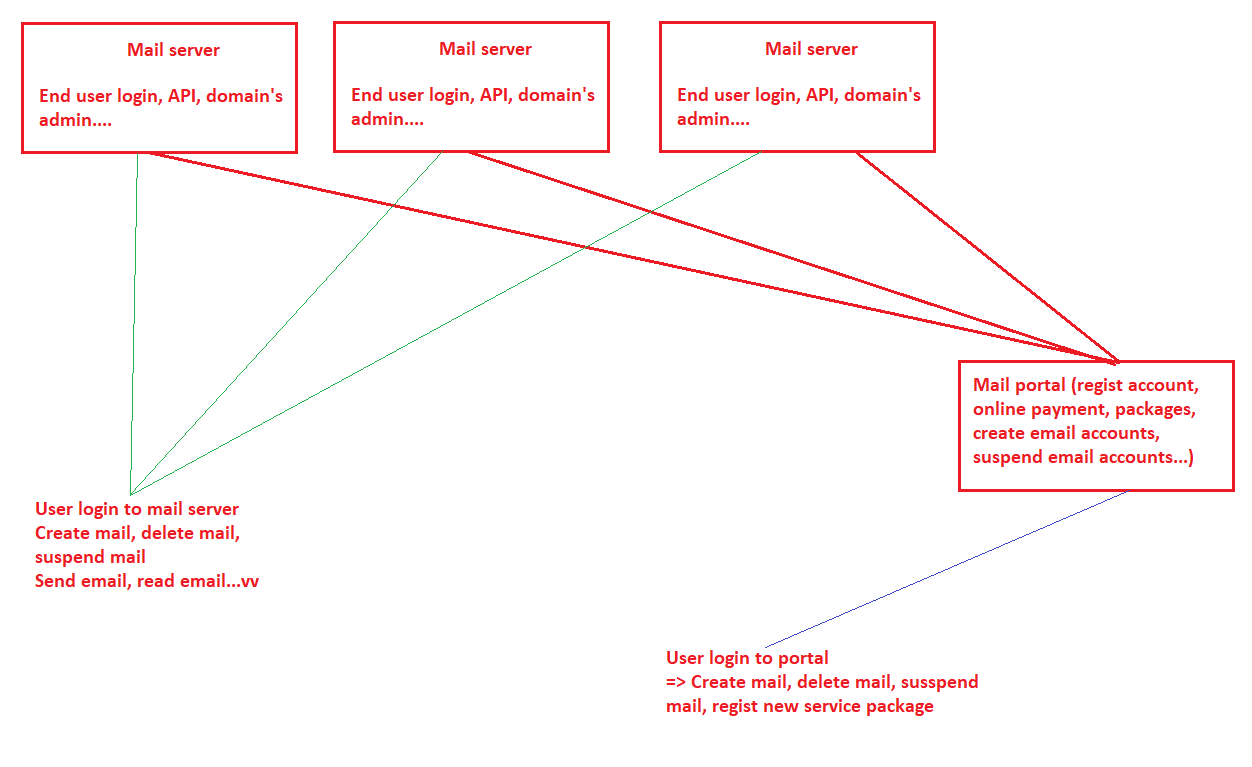 Mail server
End user login, API, domain's
admin....
Mail server
End user login, API, domain's
admin....
Mail server
End user login, API, domain's
admin....
Mail portal (regist account,
online payment, packages,
create email accounts,
suspend email accounts...)
User login to mail server
Create mail, delete mail,
suspend mail
Send email, read email...vv
User login to portal
=> Create mail, delete mail, susspend
mail, regist new service package